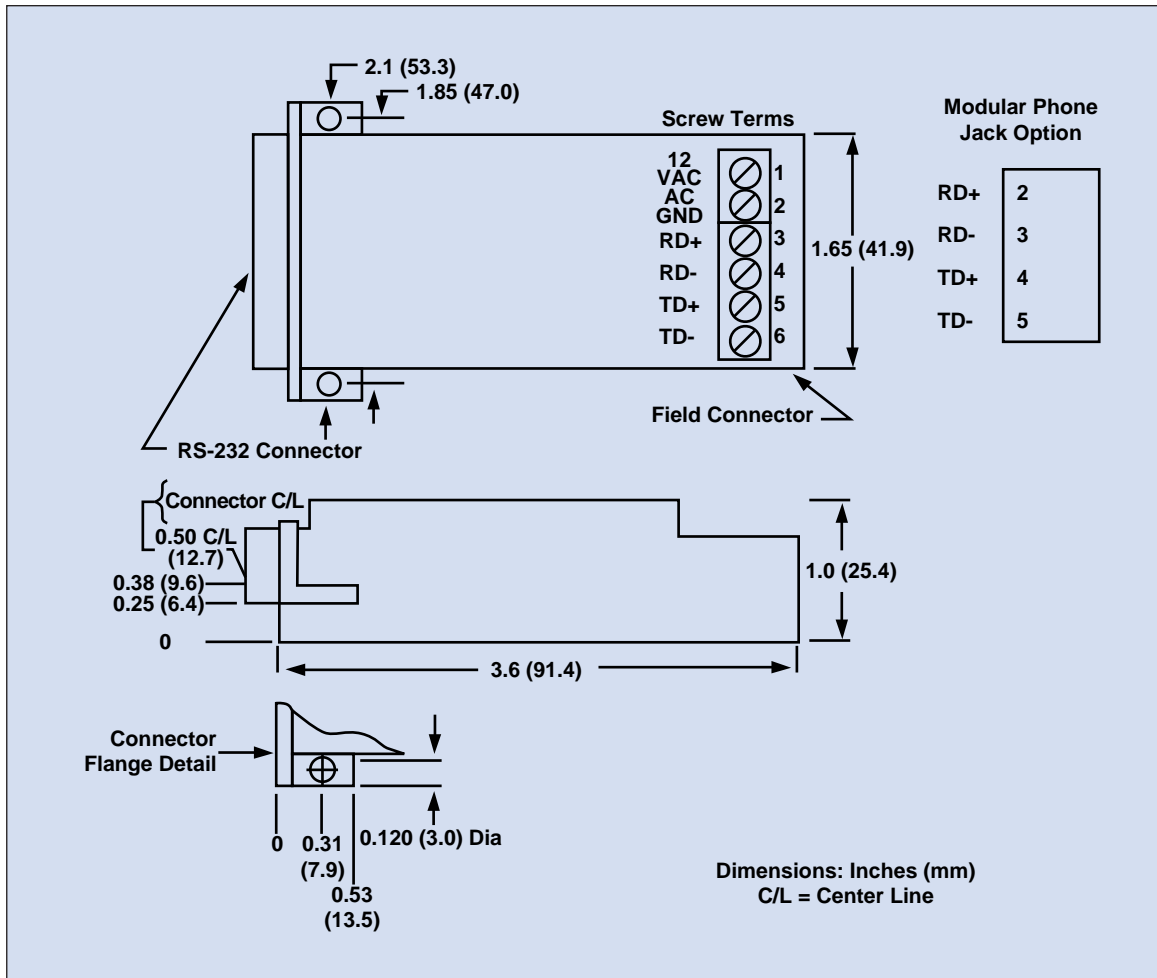 2.1 (53.3)
1.85 (47.0)
Screw Terms
Modular Phone
Jack Option
12
VAC
1
AC
GND
2
RD+
3
RD-
4
TD+
5
TD-
6
1.65 (41.9)
RD+
2
RD-
3
TD+
4
TD-
5
Field Connector
RS-232 Connector
Connector C/L
0.50 C/L
(12.7)
0.38 (9.6)
0.25 (6.4)
0
1.0 (25.4)
3.6 (91.4)
Connector
Flange Detail
0
0.31
(7.9)
0.120 (3.0) Dia
0.53
(13.5)
Dimensions: Inches (mm)
C/L = Center Line